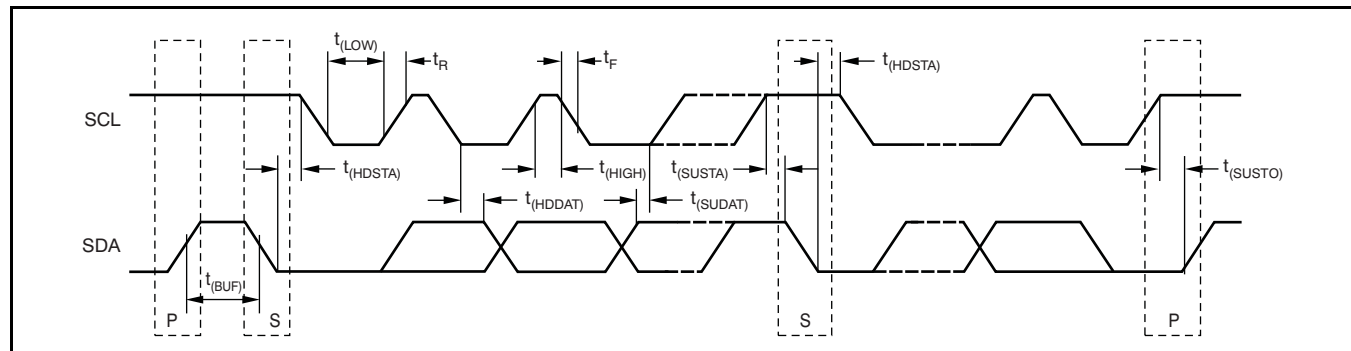 t(LOW)
tR
tF
t(HDSTA)
SCL
t(HDSTA)
t(HIGH)
t(SUSTA)
t(SUSTO)
t(HDDAT)
t(SUDAT)
SDA
t(BUF)
P
S
S
P